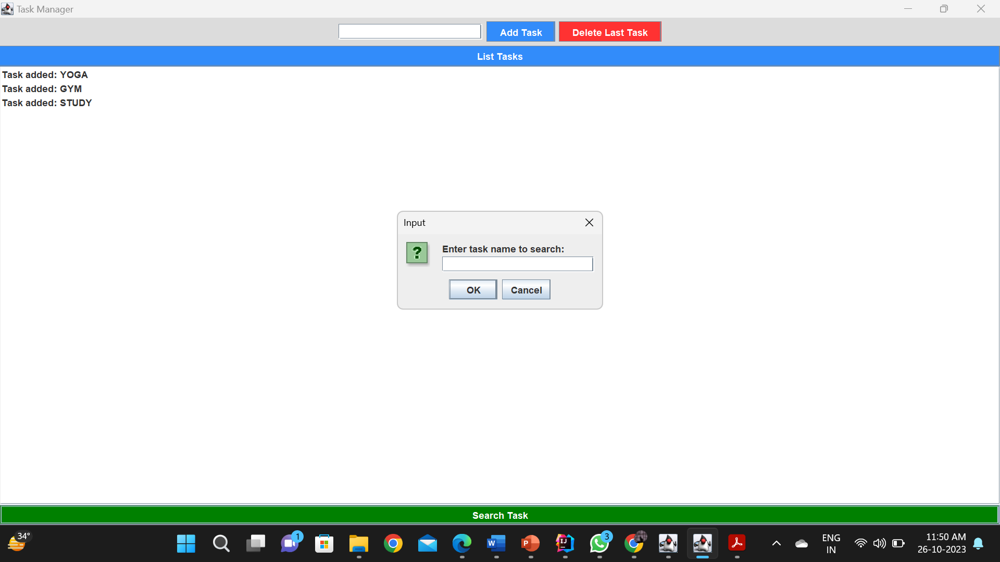 Task Manager
Add Task
Delete Last Task
List Tasks
Task added: YOGA
Task added: GYM
Task added: STUDY
Input
?
Enter task name to search:
OK
Cancel
Search Task
34°
1
W
P
IJ
3
ENG
IN
11:50 AM
26-10-2023